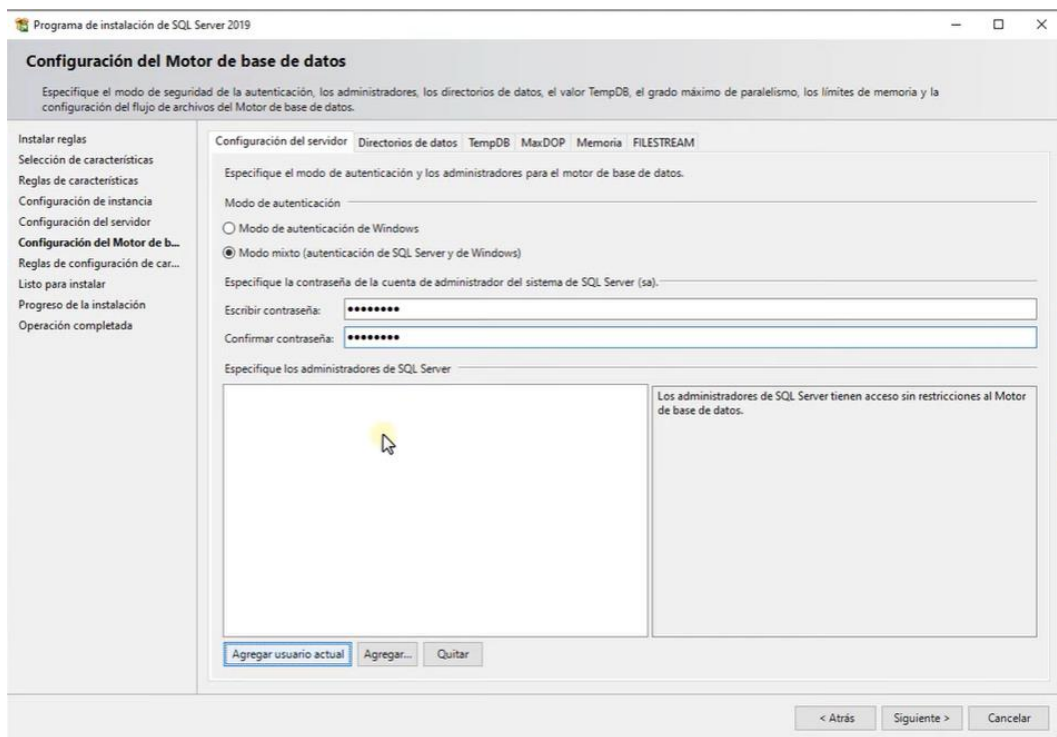 Programa de instalación de SQL Server 2019
Configuración del Motor de base de datos
Especifique el modo de seguridad de la autenticación, los administradores, los directorios de datos, el valor TempDB, el grado máximo de paralelismo, los límites de memoria y la
configuración del flujo de archivos del Motor de base de datos.
Instalar reglas
Selección de características
Reglas de características
Configuración de instancia
Configuración del servidor
Configuración del Motor de b...
Reglas de configuración de car...
Listo para instalar
Progreso de la instalación
Operación completada
Configuración del servidor Directorios de datos TempDB MaxDOP Memoria FILESTREAM
Especifique el modo de autenticación y los administradores para el motor de base de datos.
Modo de autenticación
Modo de autenticación de Windows
Modo mixto (autenticación de SQL Server y de Windows)
Especifique la contraseña de la cuenta de administrador del sistema de SQL Server (sa).
Escribir contraseña: ●●●●●●●●
Confirmar contraseña: ●●●●●●●●
Especifique los administradores de SQL Server
Los administradores de SQL Server tienen acceso sin restricciones al Motor
de base de datos.
Agregar usuario actual Agregar... Quitar
< Atrás Siguiente > Cancelar